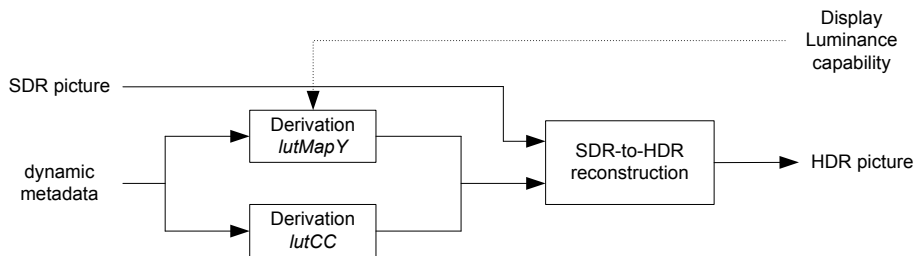 Display
Luminance
capability
SDR picture
Derivation
lutMapY
SDR-to-HDR
reconstruction
HDR picture
dynamic
metadata
Derivation
lutCC